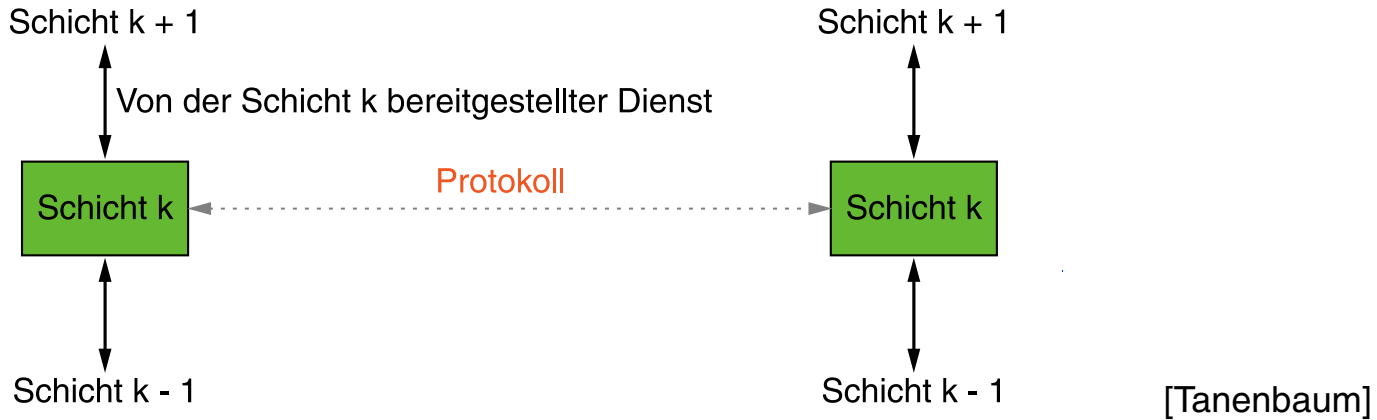 Schicht k + 1
Schicht k + 1
Von der Schicht k bereitgestellter Dienst
Protokoll
Schicht k
Schicht k
Schicht k - 1
Schicht k - 1
[Tanenbaum]